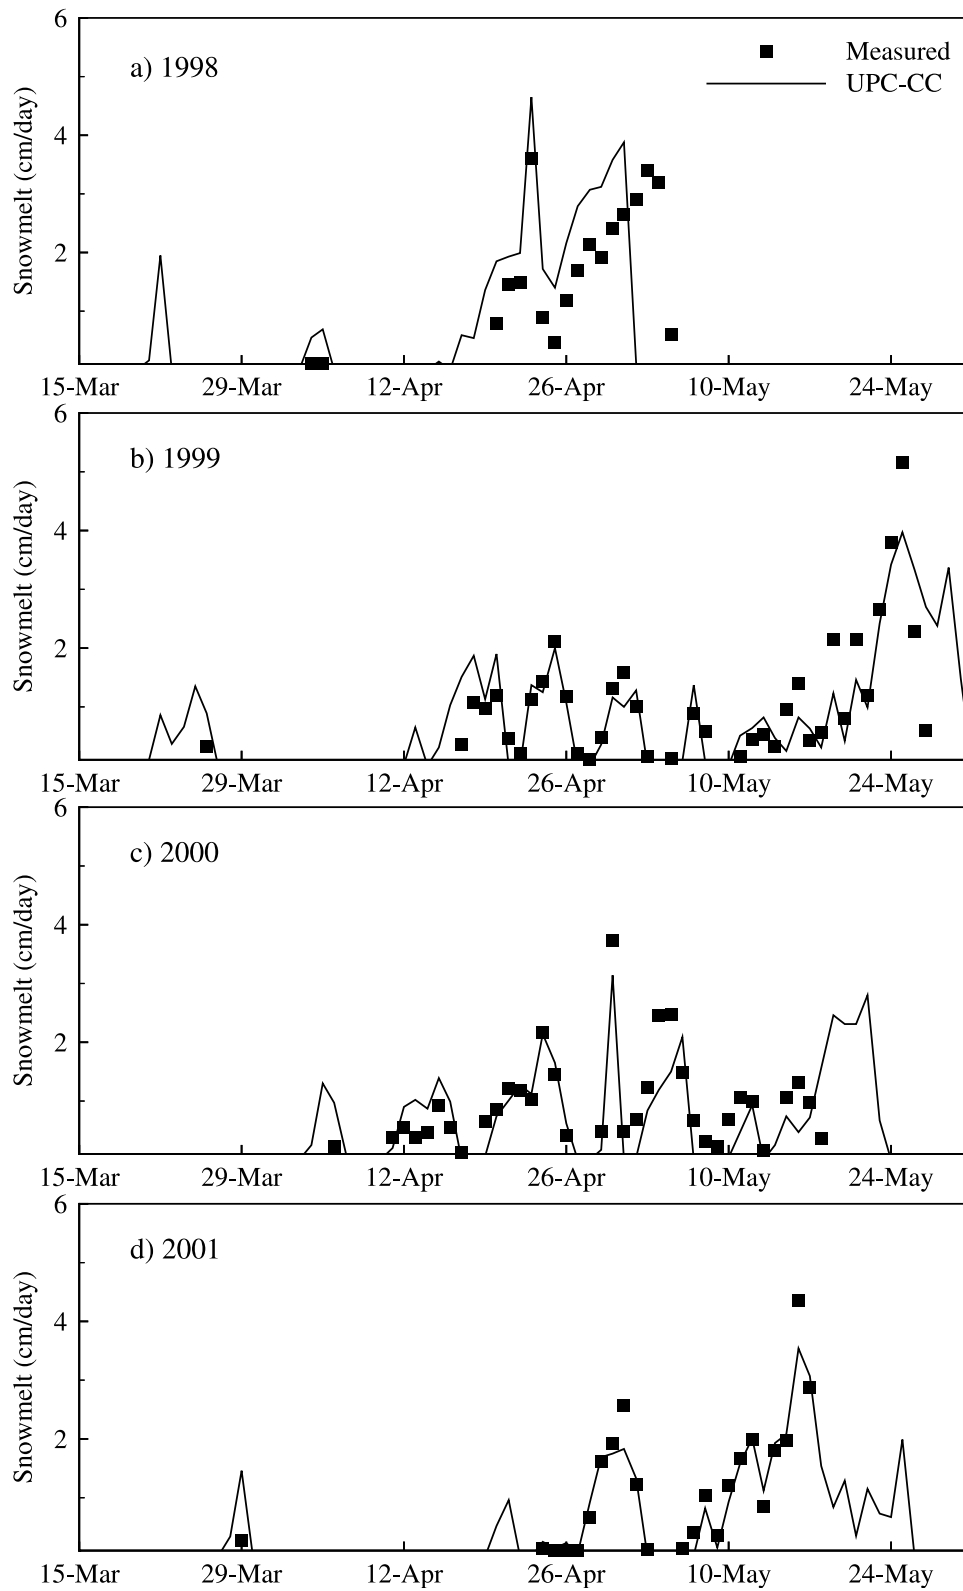 6
a) 1998
Measured
UPC-CC
4
2
Snowmelt (cm/day)
15-Mar 29-Mar 12-Apr 26-Apr 10-May 24-May
6
b) 1999
4
2
Snowmelt (cm/day)
15-Mar 29-Mar 12-Apr 26-Apr 10-May 24-May
6
c) 2000
4
2
Snowmelt (cm/day)
15-Mar 29-Mar 12-Apr 26-Apr 10-May 24-May
6
d) 2001
4
2
Snowmelt (cm/day)
15-Mar 29-Mar 12-Apr 26-Apr 10-May 24-May